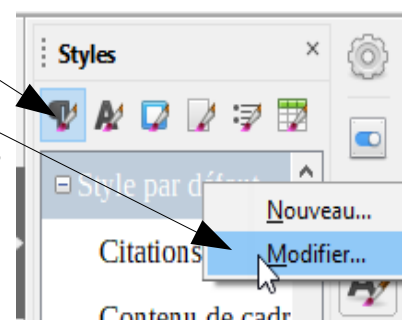 Styles
Style par défaut
Nouveau...
Citations
Modifier...
Contenu de cadr